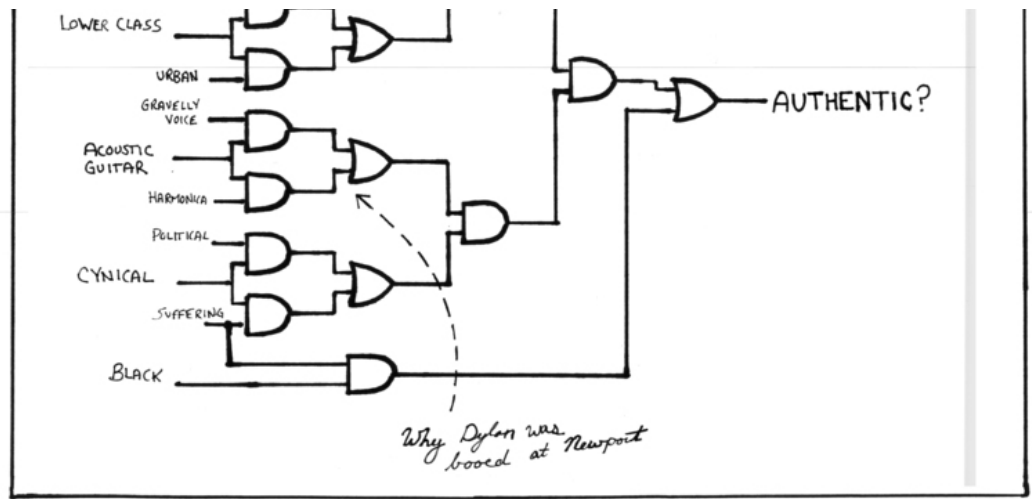 LOWER CLASS
URBAN
GRAVELLY
VOICE
ACOUSTIC
GUITAR
HARMONICA
POLITICAL
CYNICAL
SUFFERING
BLACK
AUTHENTIC?
Why Dylan was
booed at Newport